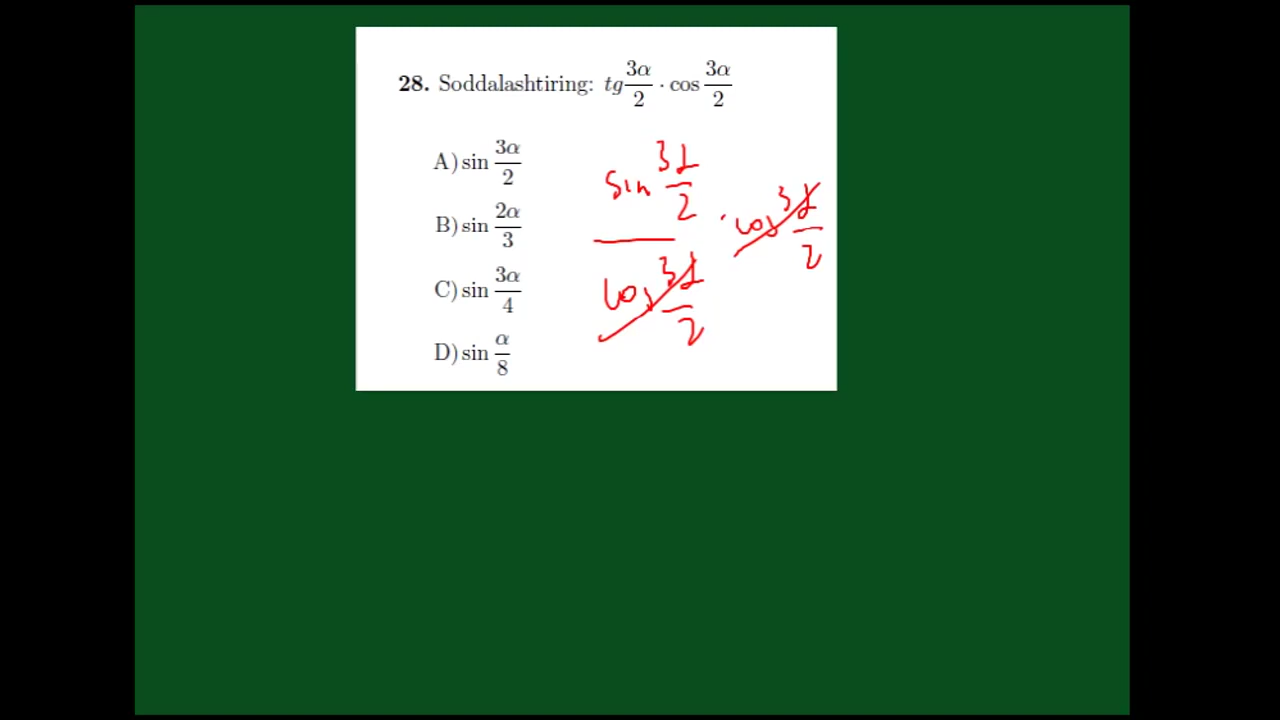 28. Soddalashtiring: tg 3α/2 · cos 3α/2
A) sin 3α/2
B) sin 2α/3
C) sin 3α/4
D) sin α/8
sin 3α/2
cos 3α/2 · cos 3α/2